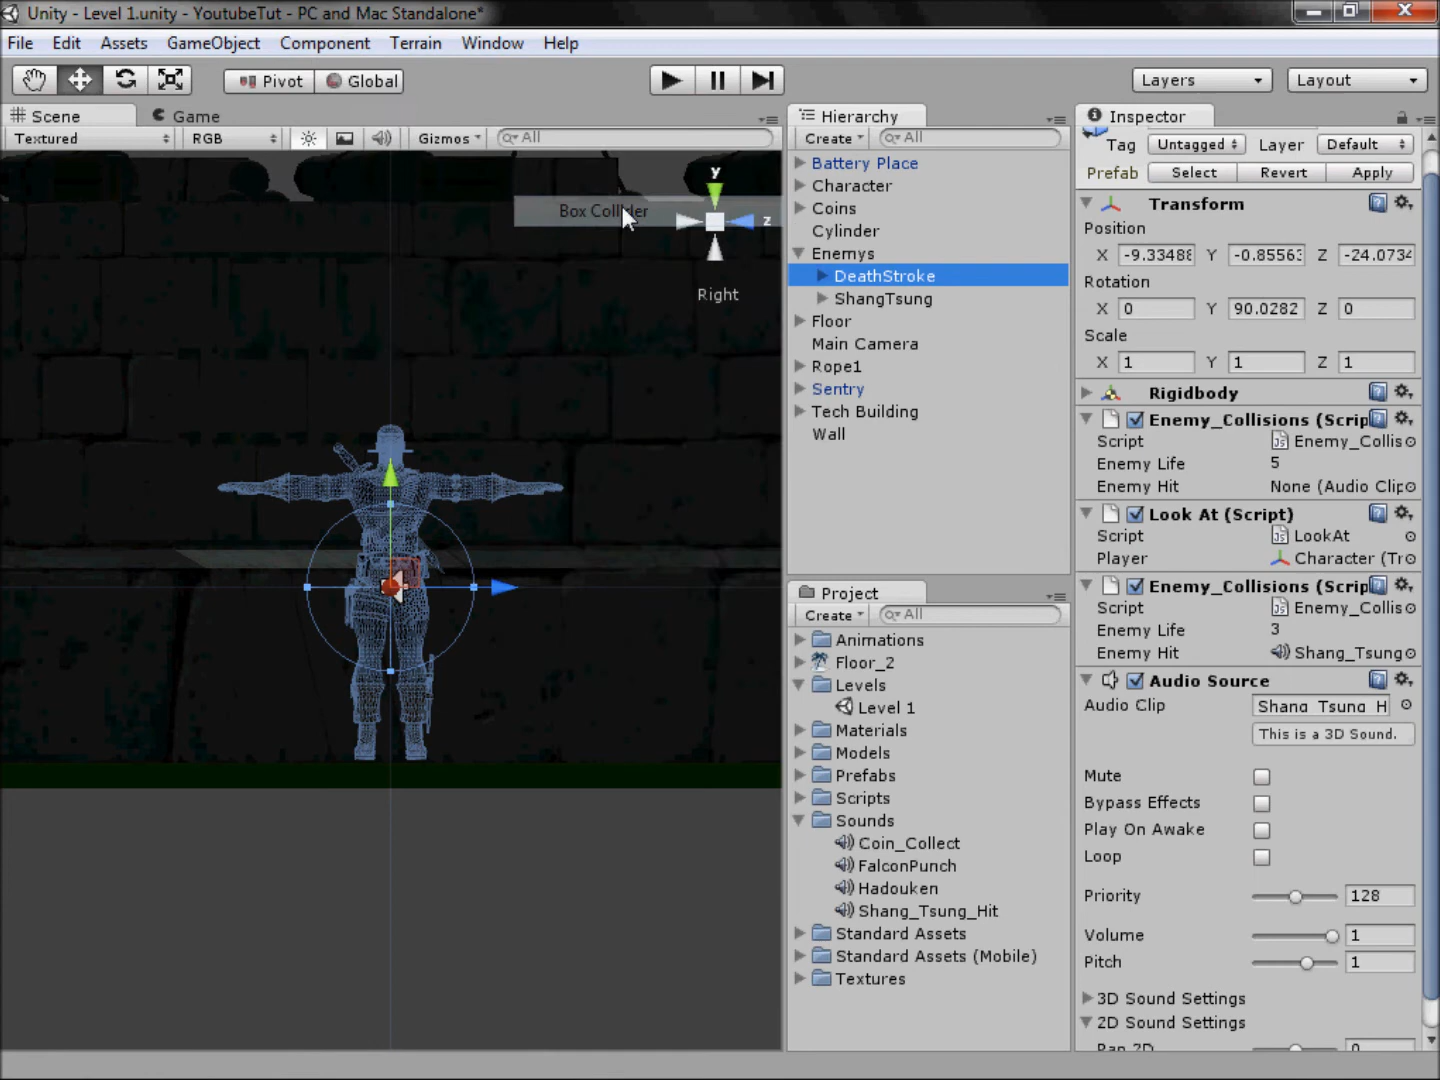 Unity - Level 1.unity - YoutubeTut - PC and Mac Standalone*
File Edit Assets GameObject Component Terrain Window Help
Pivot Global Layers Layout
Scene Game
Textured RGB Gizmos All
Box Collider
y
z
Right
Hierarchy
Create All
Battery Place
Character
Coins
Cylinder
Enemys
DeathStroke
ShangTsung
Floor
Main Camera
Rope1
Sentry
Tech Building
Wall
Project
Create All
Animations
Floor_2
Levels
Level 1
Materials
Models
Prefabs
Scripts
Sounds
Coin_Collect
FalconPunch
Hadouken
Shang_Tsung_Hit
Standard Assets
Standard Assets (Mobile)
Textures
Inspector
Tag Untagged Layer Default
Prefab Select Revert Apply
Transform
Position
X -9.33488 Y -0.85563 Z -24.0734
Rotation
X 0 Y 90.0282 Z 0
Scale
X 1 Y 1 Z 1
Rigidbody
Enemy_Collisions (Scrip
Script Enemy_Collis
Enemy Life 5
Enemy Hit None (Audio Clip
Look At (Script)
Script LookAt
Player Character (Tr
Enemy_Collisions (Scrip
Script Enemy_Collis
Enemy Life 3
Enemy Hit Shang_Tsung
Audio Source
Audio Clip Shang_Tsung_H
This is a 3D Sound.
Mute
Bypass Effects
Play On Awake
Loop
Priority 128
Volume 1
Pitch 1
3D Sound Settings
2D Sound Settings
Pan 2D 0